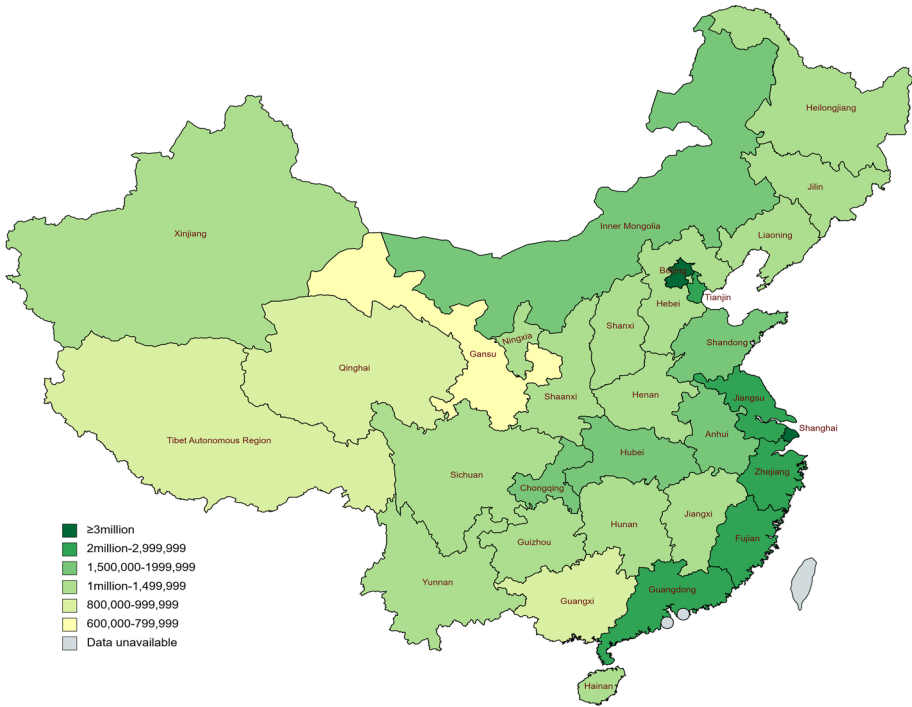 Heilongjiang
Jilin
Xinjiang
Inner Mongolia
Liaoning
Beijing
Tianjin
Hebei
Shanxi
Ningxia
Shandong
Gansu
Qinghai
Shaanxi
Henan
Jiangsu
Shanghai
Anhui
Tibet Autonomous Region
Hubei
Zhejiang
Sichuan
Chongqing
Jiangxi
Hunan
Fujian
Guizhou
Yunnan
Guangxi
Guangdong
Hainan
≥3million
2million-2,999,999
1,500,000-1999,999
1million-1,499,999
800,000-999,999
600,000-799,999
Data unavailable